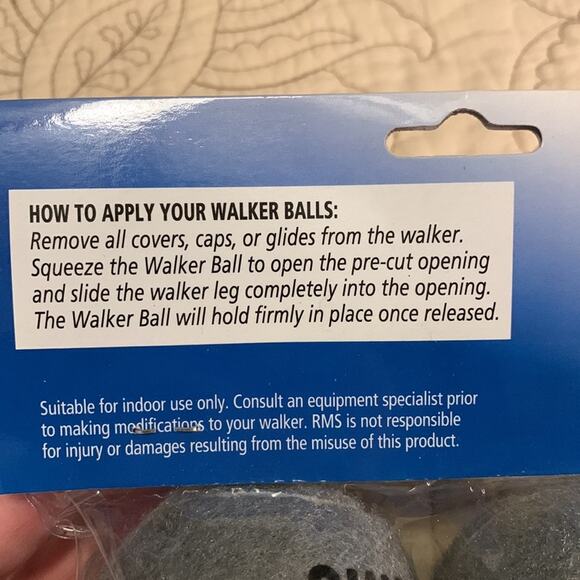 HOW TO APPLY YOUR WALKER BALLS:
Remove all covers, caps, or glides from the walker.
Squeeze the Walker Ball to open the pre-cut opening
and slide the walker leg completely into the opening.
The Walker Ball will hold firmly in place once released.
Suitable for indoor use only. Consult an equipment specialist prior
to making modifications to your walker. RMS is not responsible
for injury or damages resulting from the misuse of this product.